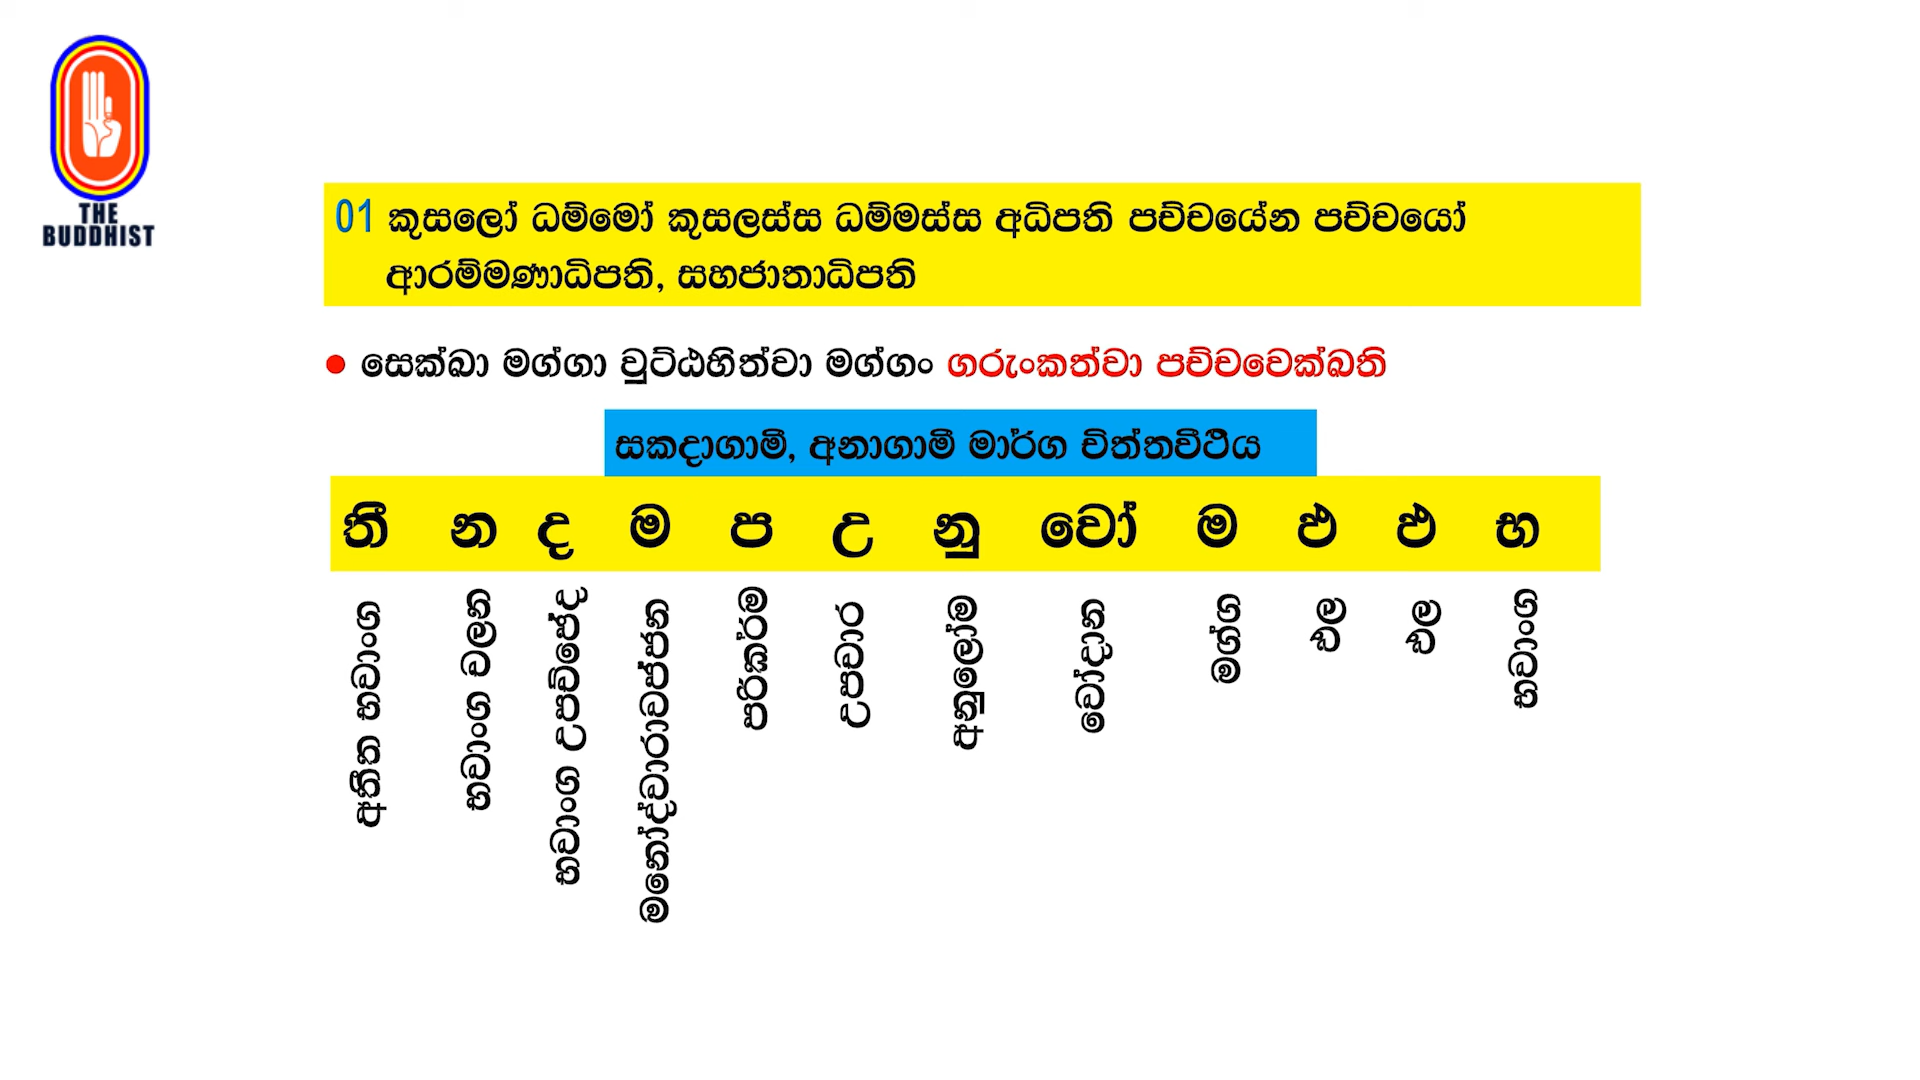 THE
BUDDHIST
01 කුසලෝ ධම්මෝ කුසලස්ස ධම්මස්ස අධිපති පච්චයේන පච්චයෝ
ආරම්මණාධිපති, සහජාතාධිපති
● සෙක්ඛා මග්ගා වුට්ඨහිත්වා මග්ගං ගරුංකත්වා පච්චවෙක්ඛති
සකදාගාමී, අනාගාමී මාර්ග චිත්තවීථිය
තී න ද ම ප උ නු වෝ ම ඵ ඵ භ
අතීත භවාංග
භවාංග චලන
භවාංග උපච්ඡේද
මනෝද්වාරාවජ්ජන
පරිකර්ම
උපචාර
අනුලෝම
වෝදාන
මග්ග
ඵල
ඵල
භවාංග